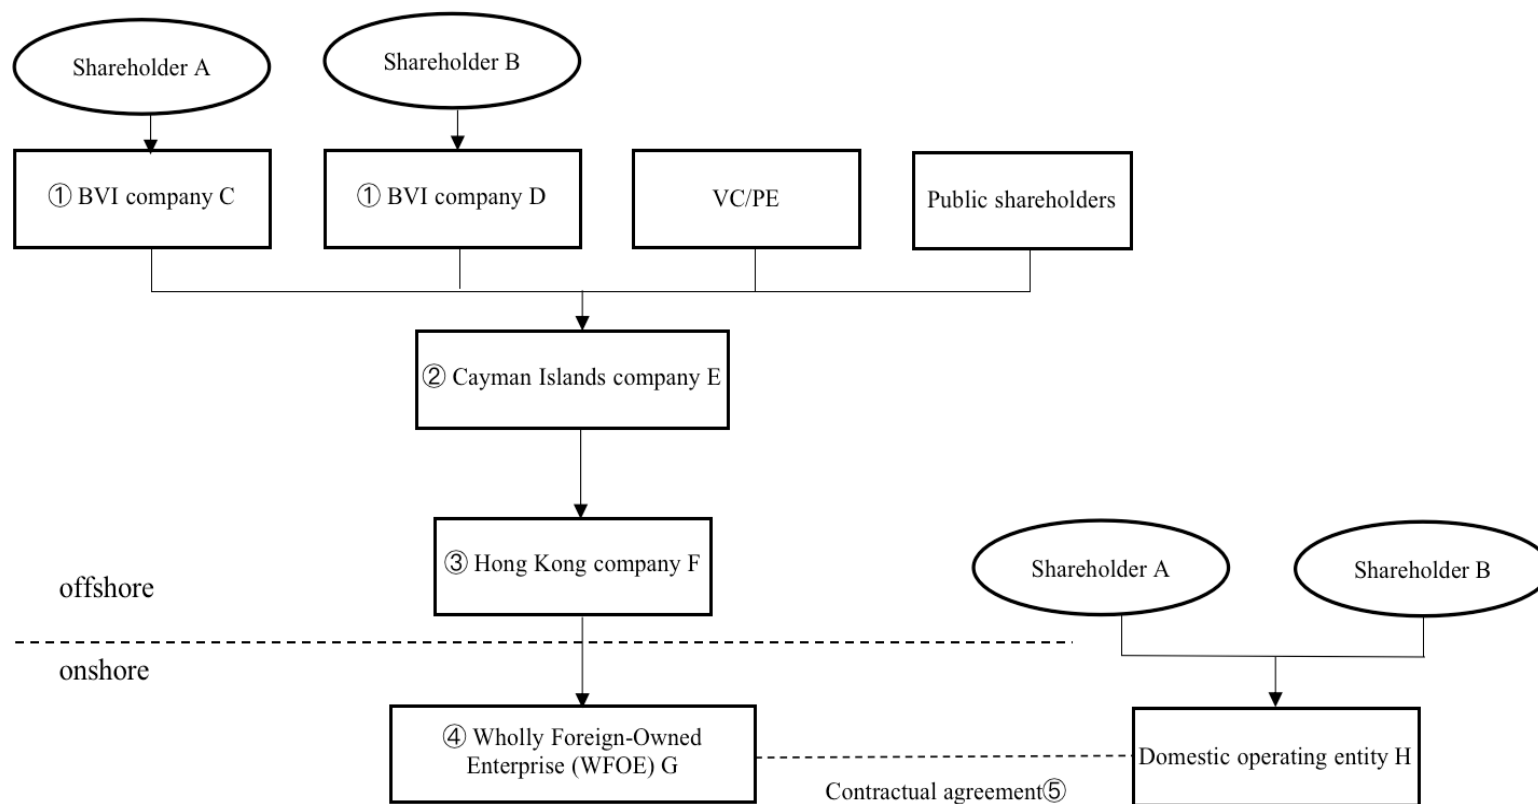 Shareholder A
Shareholder B
① BVI company C
① BVI company D
VC/PE
Public shareholders
② Cayman Islands company E
③ Hong Kong company F
Shareholder A
Shareholder B
offshore
onshore
④ Wholly Foreign-Owned
Enterprise (WFOE) G
Domestic operating entity H
Contractual agreement⑤